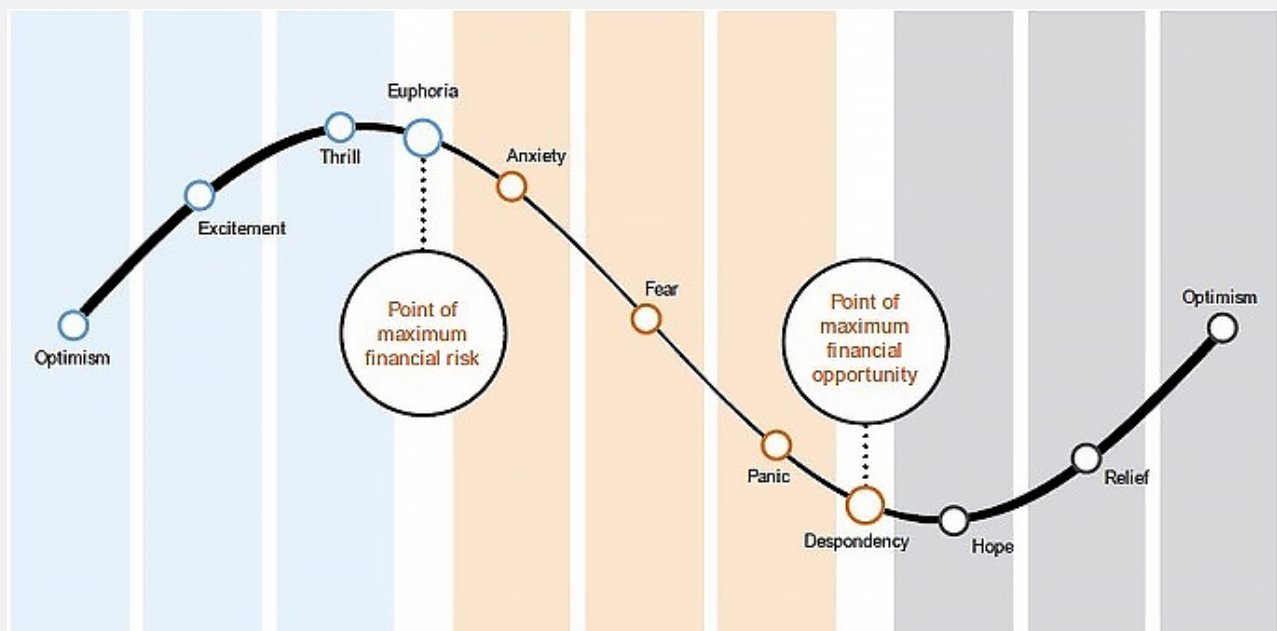 Euphoria
Thrill
Excitement
Optimism
Point of
maximum
financial risk
Anxiety
Fear
Panic
Despondency
Point of
maximum
financial
opportunity
Hope
Relief
Optimism